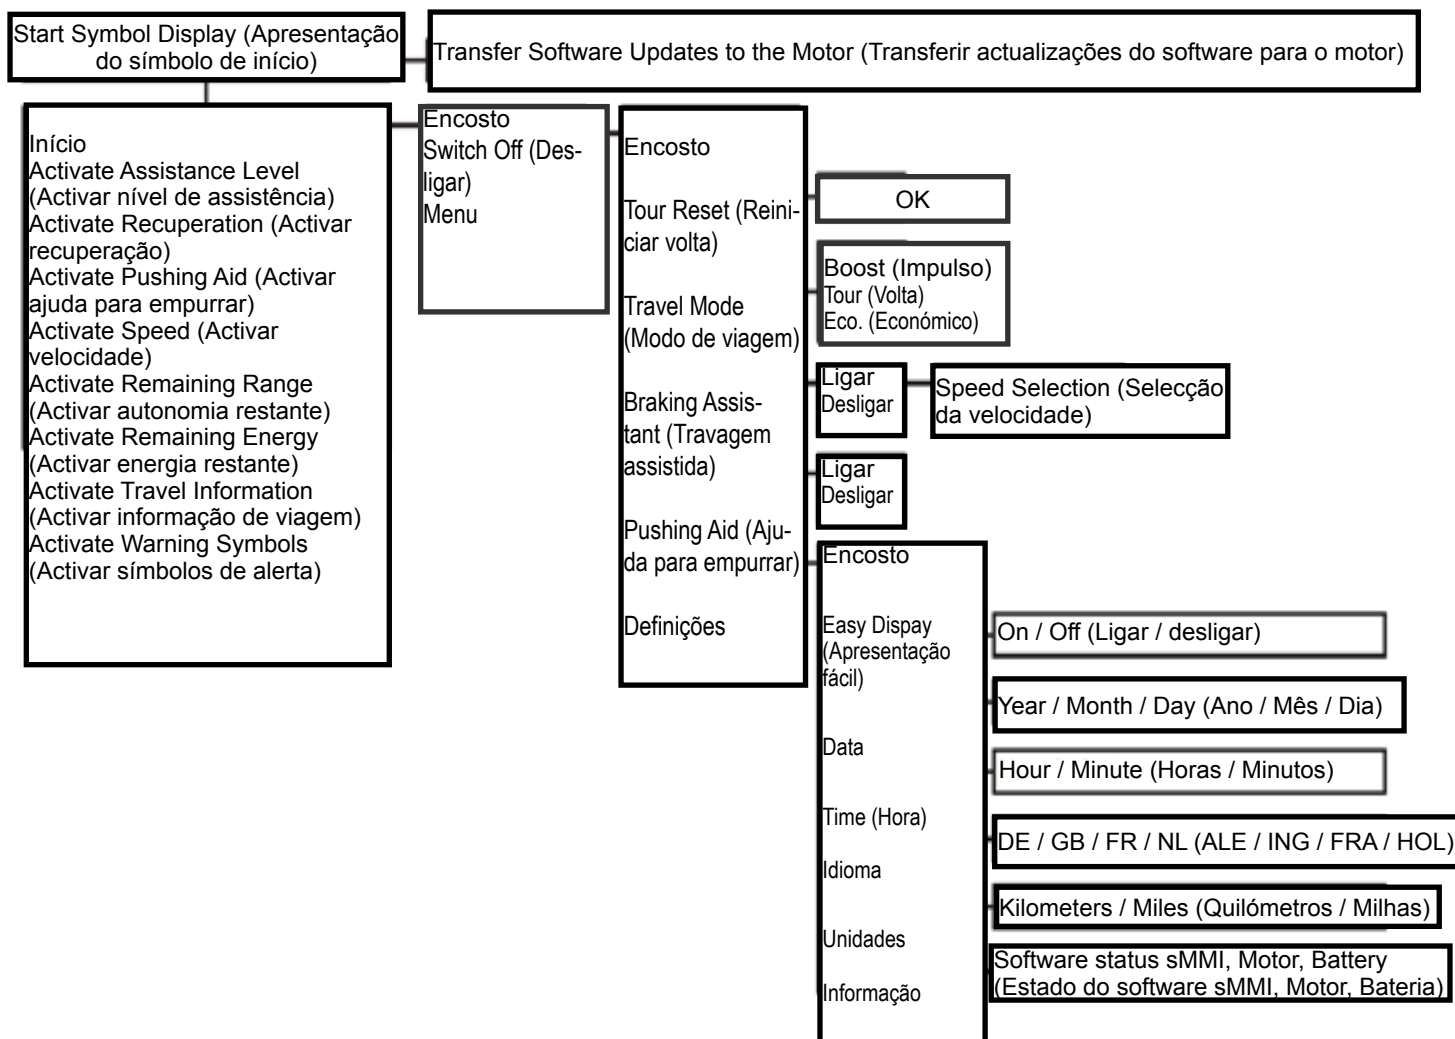 Start Symbol Display (Apresentação
do símbolo de início)
Transfer Software Updates to the Motor (Transferir actualizações do software para o motor)
Início
Activate Assistance Level
(Activar nível de assistência)
Activate Recuperation (Activar
recuperação)
Activate Pushing Aid (Activar
ajuda para empurrar)
Activate Speed (Activar
velocidade)
Activate Remaining Range
(Activar autonomia restante)
Activate Remaining Energy
(Activar energia restante)
Activate Travel Information
(Activar informação de viagem)
Activate Warning Symbols
(Activar símbolos de alerta)
Encosto
Switch Off (Des-
ligar)
Menu
Encosto
Tour Reset (Reini-
ciar volta)
Travel Mode
(Modo de viagem)
Braking Assis-
tant (Travagem
assistida)
Pushing Aid (Aju-
da para empurrar)
Definições
OK
Boost (Impulso)
Tour (Volta)
Eco. (Económico)
Ligar
Desligar
Speed Selection (Selecção
da velocidade)
Ligar
Desligar
Encosto
Easy Dispay
(Apresentação
fácil)
Data
Time (Hora)
Idioma
Unidades
Informação
On / Off (Ligar / desligar)
Year / Month / Day (Ano / Mês / Dia)
Hour / Minute (Horas / Minutos)
DE / GB / FR / NL (ALE / ING / FRA / HOL)
Kilometers / Miles (Quilómetros / Milhas)
Software status sMMI, Motor, Battery
(Estado do software sMMI, Motor, Bateria)